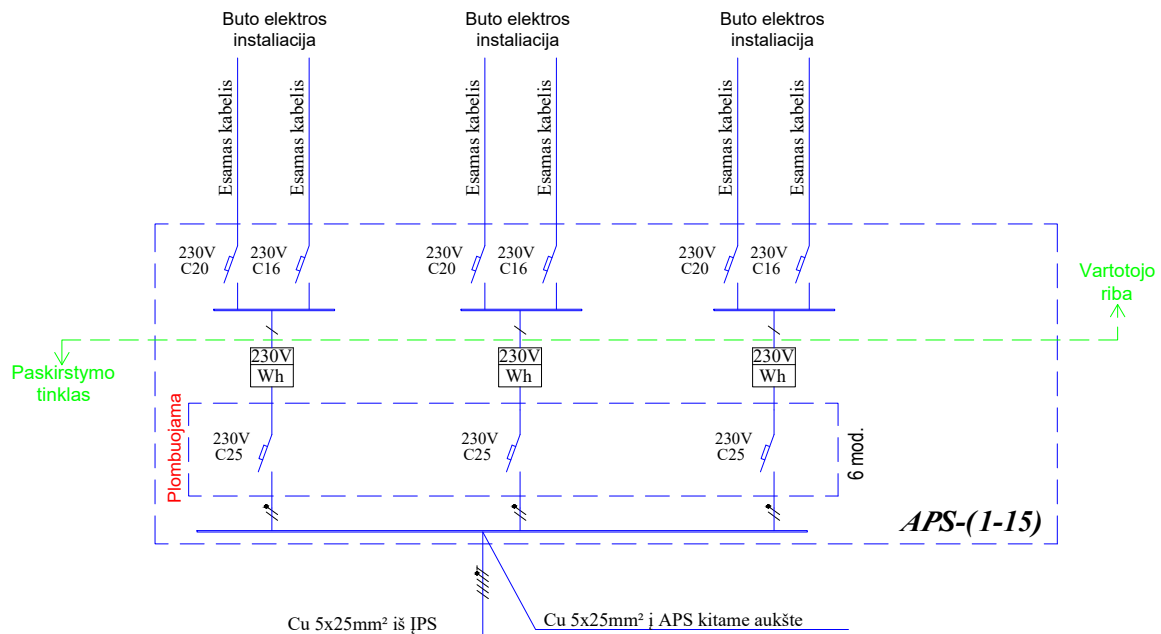 Buto elektros
instaliacija
Buto elektros
instaliacija
Buto elektros
instaliacija
Esamas kabelis
Esamas kabelis
Esamas kabelis
Esamas kabelis
Esamas kabelis
Esamas kabelis
230V
C20
230V
C16
230V
C20
230V
C16
230V
C20
230V
C16
Vartotojo
riba
Paskirstymo
tinklas
230V
Wh
230V
Wh
230V
Wh
Plombuojama
230V
C25
230V
C25
230V
C25
6 mod.
APS-(1-15)
Cu 5x25mm² iš ĮPS
Cu 5x25mm² į APS kitame aukšte